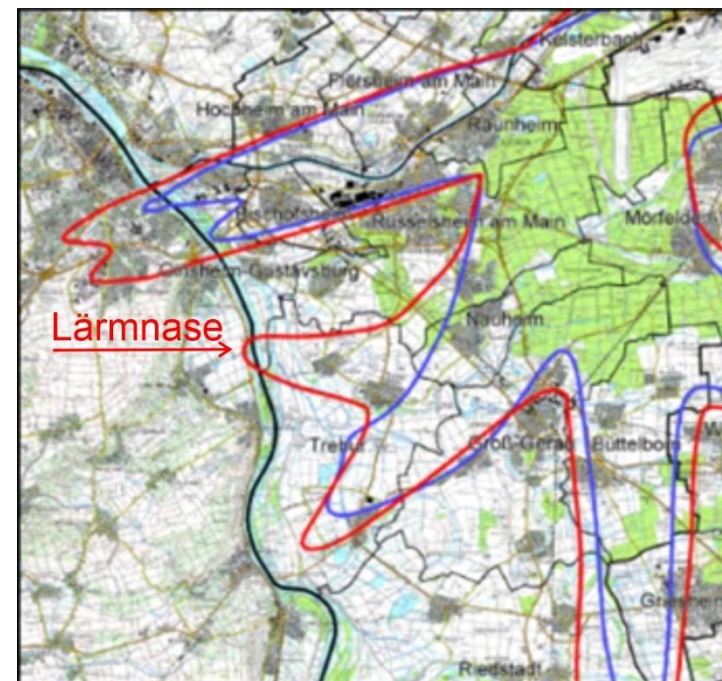 Kelsterbach
Flörsheim am Main
Hochheim am Main
Raunheim
Bischofsheim
Rüsselsheim am Main
Mörfelden
Ginsheim-Gustavsburg
Lärmnase
Nauheim
Trebur
Groß-Gerau
Büttelborn
W
Griesheim
Riedstadt